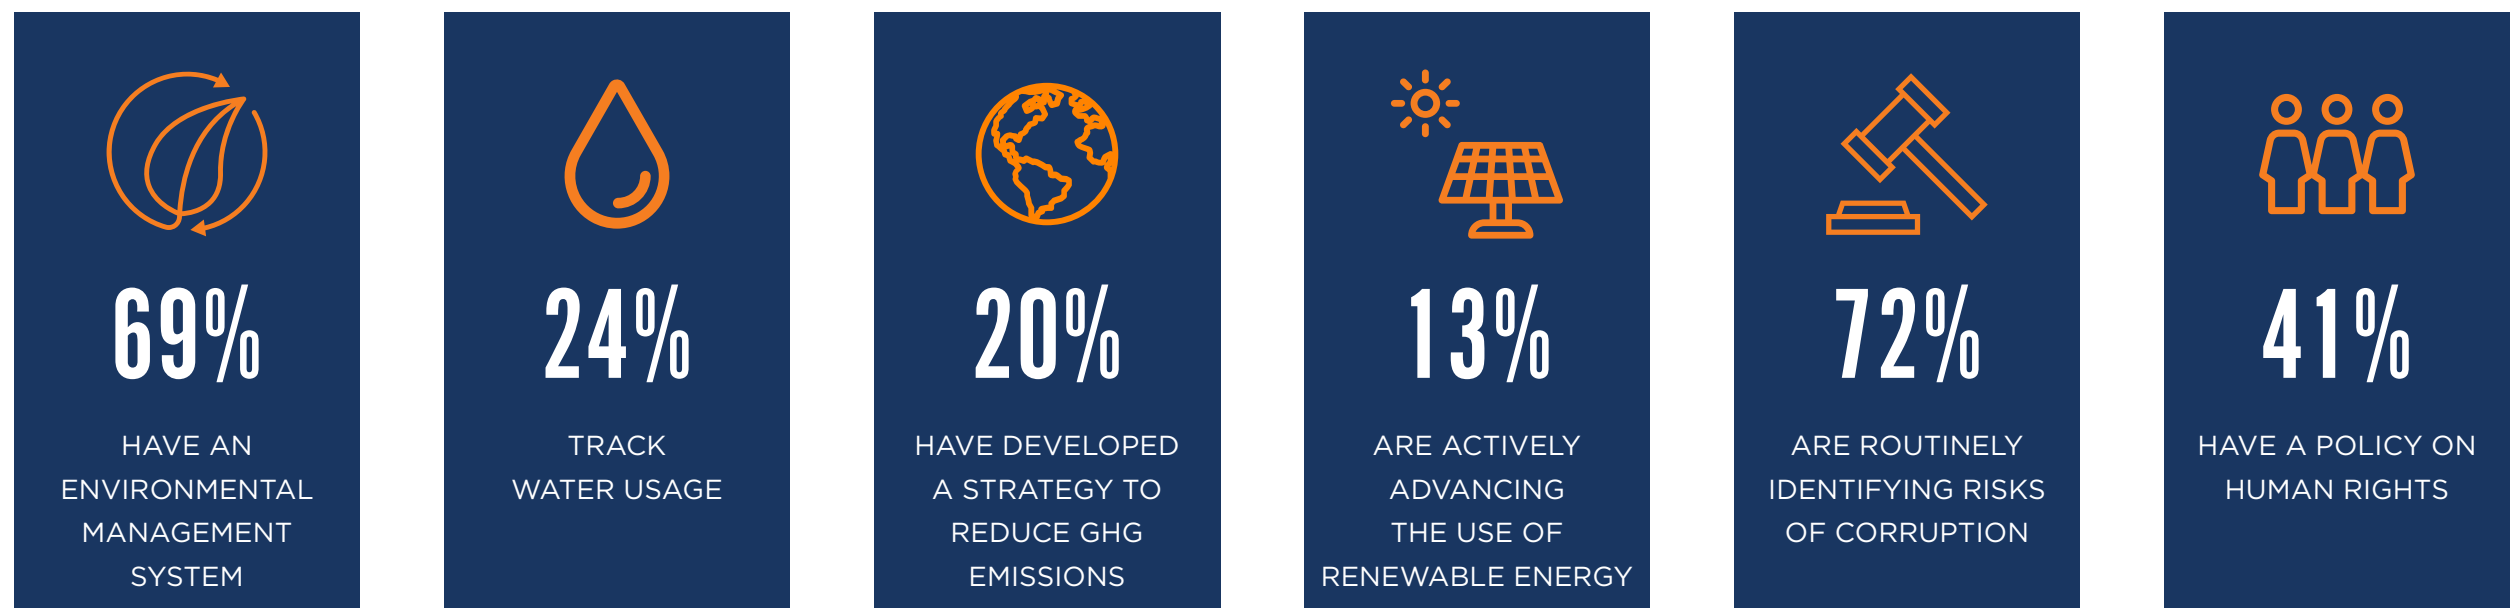 69%
HAVE AN
ENVIRONMENTAL
MANAGEMENT
SYSTEM
24%
TRACK
WATER USAGE
20%
HAVE DEVELOPED
A STRATEGY TO
REDUCE GHG
EMISSIONS
13%
ARE ACTIVELY
ADVANCING
THE USE OF
RENEWABLE ENERGY
72%
ARE ROUTINELY
IDENTIFYING RISKS
OF CORRUPTION
41%
HAVE A POLICY ON
HUMAN RIGHTS